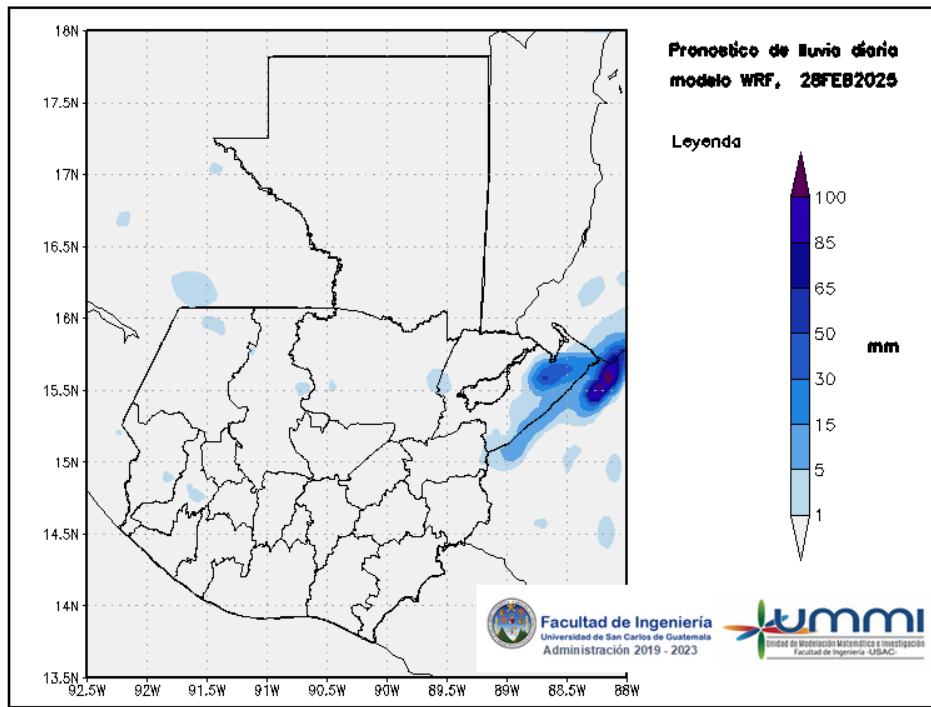 18N
17.5N
17N
16.5N
16N
15.5N
15N
14.5N
14N
13.5N
92.5W
92W
91.5W
91W
90.5W
90W
89.5W
89W
88.5W
88W
Pronostico de lluvia diaria
modelo WRF, 28FEB2025
Leyenda
100
85
65
50
30
15
5
1
mm
Facultad de Ingeniería
Universidad de San Carlos de Guatemala
Administración 2019 - 2023
UMMI
Unidad de Modelación Matemática e Investigación
Facultad de Ingeniería -USAC-